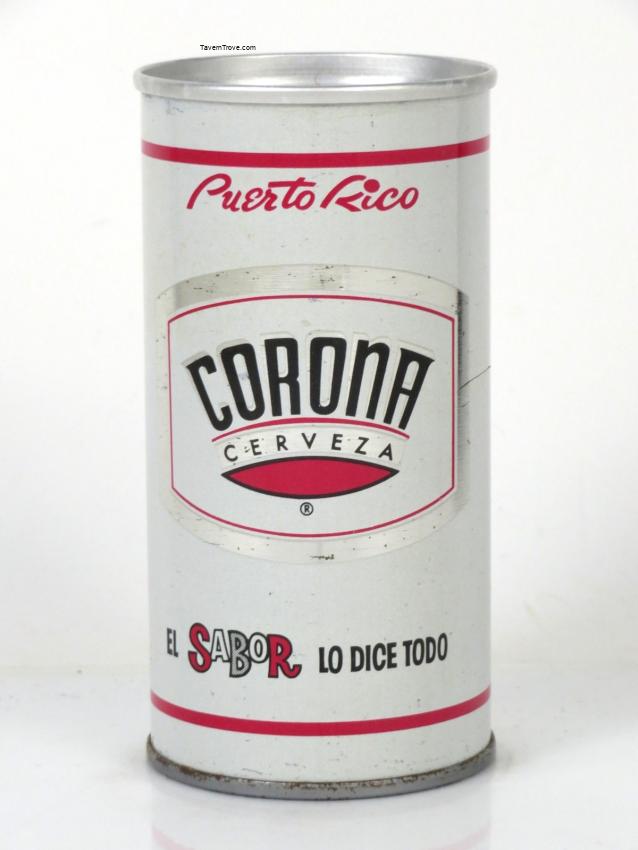 TavernTrove.com
Puerto Rico
CORONA
CERVEZA
®
EL SABOR LO DICE TODO